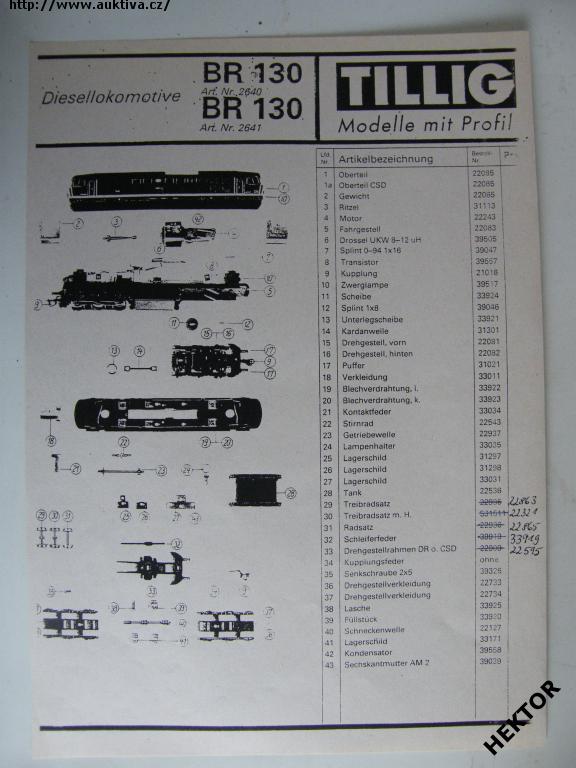 http://www.auktiva.cz/
Diesellokomotive
BR 130
Art. Nr. 2640
BR 130
Art. Nr. 2641
TILLIG
Modelle mit Profil
Lfd. Nr. Artikelbezeichnung Bestell-Nr.
1 Oberteil 22085
1a Oberteil CSD 22085
2 Gewicht 22085
3 Ritzel 31113
4 Motor 22243
5 Fahrgestell 22083
6 Drossel UKW 8-12 uH 39505
7 Splint 0-94 1x16 39047
8 Transistor 39557
9 Kupplung 21018
10 Zwerglampe 39517
11 Scheibe 33924
12 Splint 1x8 39046
13 Unterlegscheibe 33921
14 Kardanwelle 31301
15 Drehgestell, vorn 22081
16 Drehgestell, hinten 22082
17 Puffer 31021
18 Verkleidung 03011
19 Blechverdrahtung, l. 33922
20 Blechverdrahtung, k. 33923
21 Kontaktfeder 33034
22 Stirnrad 22543
23 Getriebewelle 22937
24 Lampenhalter 33035
25 Lagerschild 31297
26 Lagerschild 31298
27 Lagerschild 03031
28 Tank 22536
29 Treibradsatz 22863
30 Treibradsatz m. H. 22321
31 Radsatz 22865
32 Schleiferfeder 33919
33 Drehgestellrahmen DR o. CSD 22515
34 Kupplungsfeder ohne
35 Senkschraube 2x5 39326
36 Drehgestellverkleidung 22733
37 Drehgestellverkleidung 22734
38 Lasche 33925
39 Füllstück 33920
40 Schneckenwelle 22127
41 Lagerschild 33171
42 Kondensator 39558
43 Sechskantmutter AM 2 39039
HEKTOR